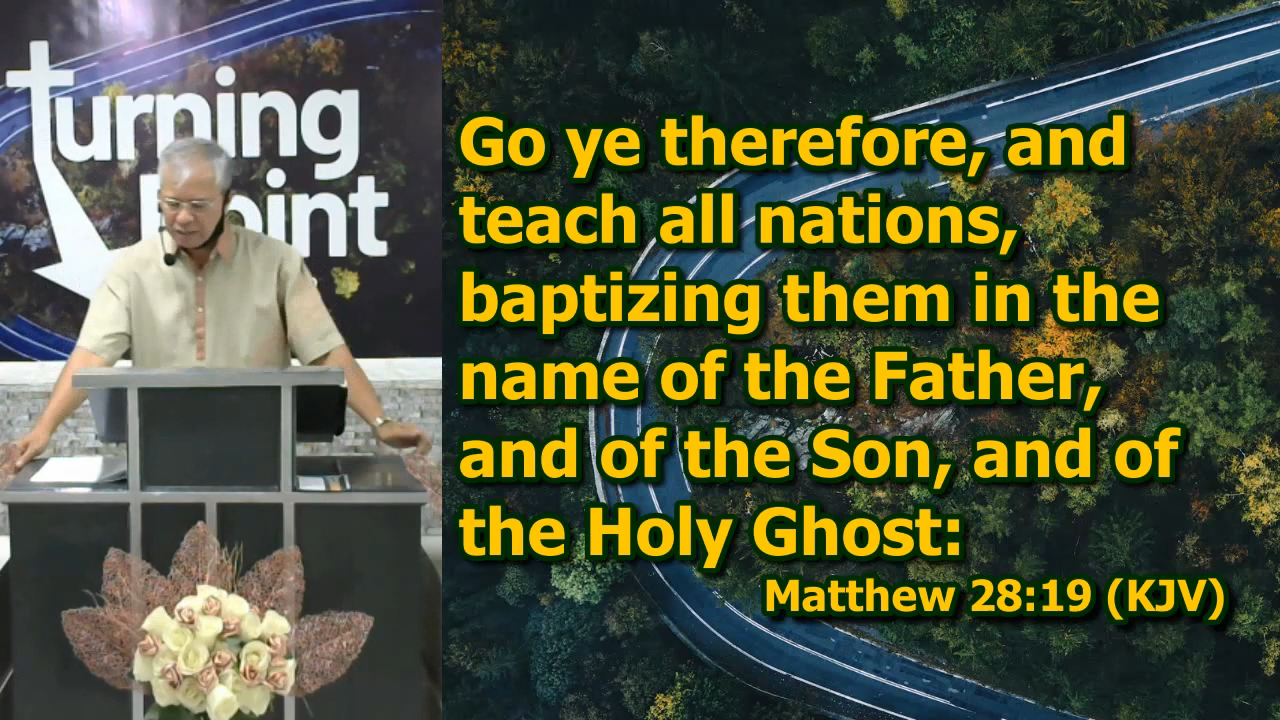 turning
Point
Go ye therefore, and
teach all nations,
baptizing them in the
name of the Father,
and of the Son, and of
the Holy Ghost:
Matthew 28:19 (KJV)